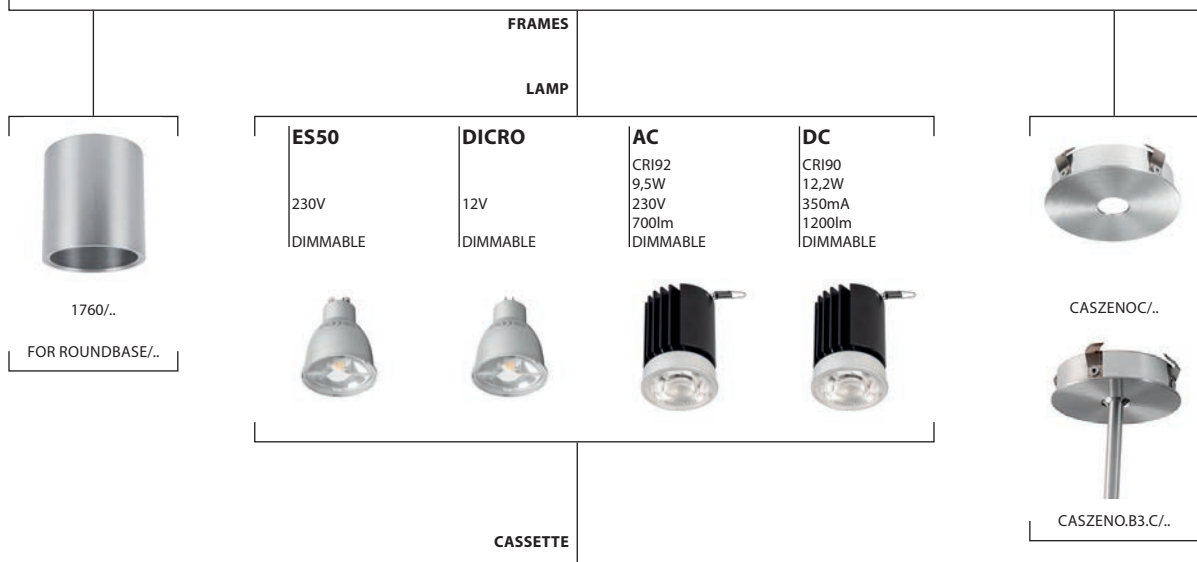 FRAMES
LAMP
1760/..
FOR ROUNDBASE/..
ES50
230V
DIMMABLE
DICRO
12V
DIMMABLE
AC
CRI92
9,5W
230V
700lm
DIMMABLE
DC
CRI90
12,2W
350mA
1200lm
DIMMABLE
CASZENOC/..
CASZENO.B3.C/..
CASSETTE